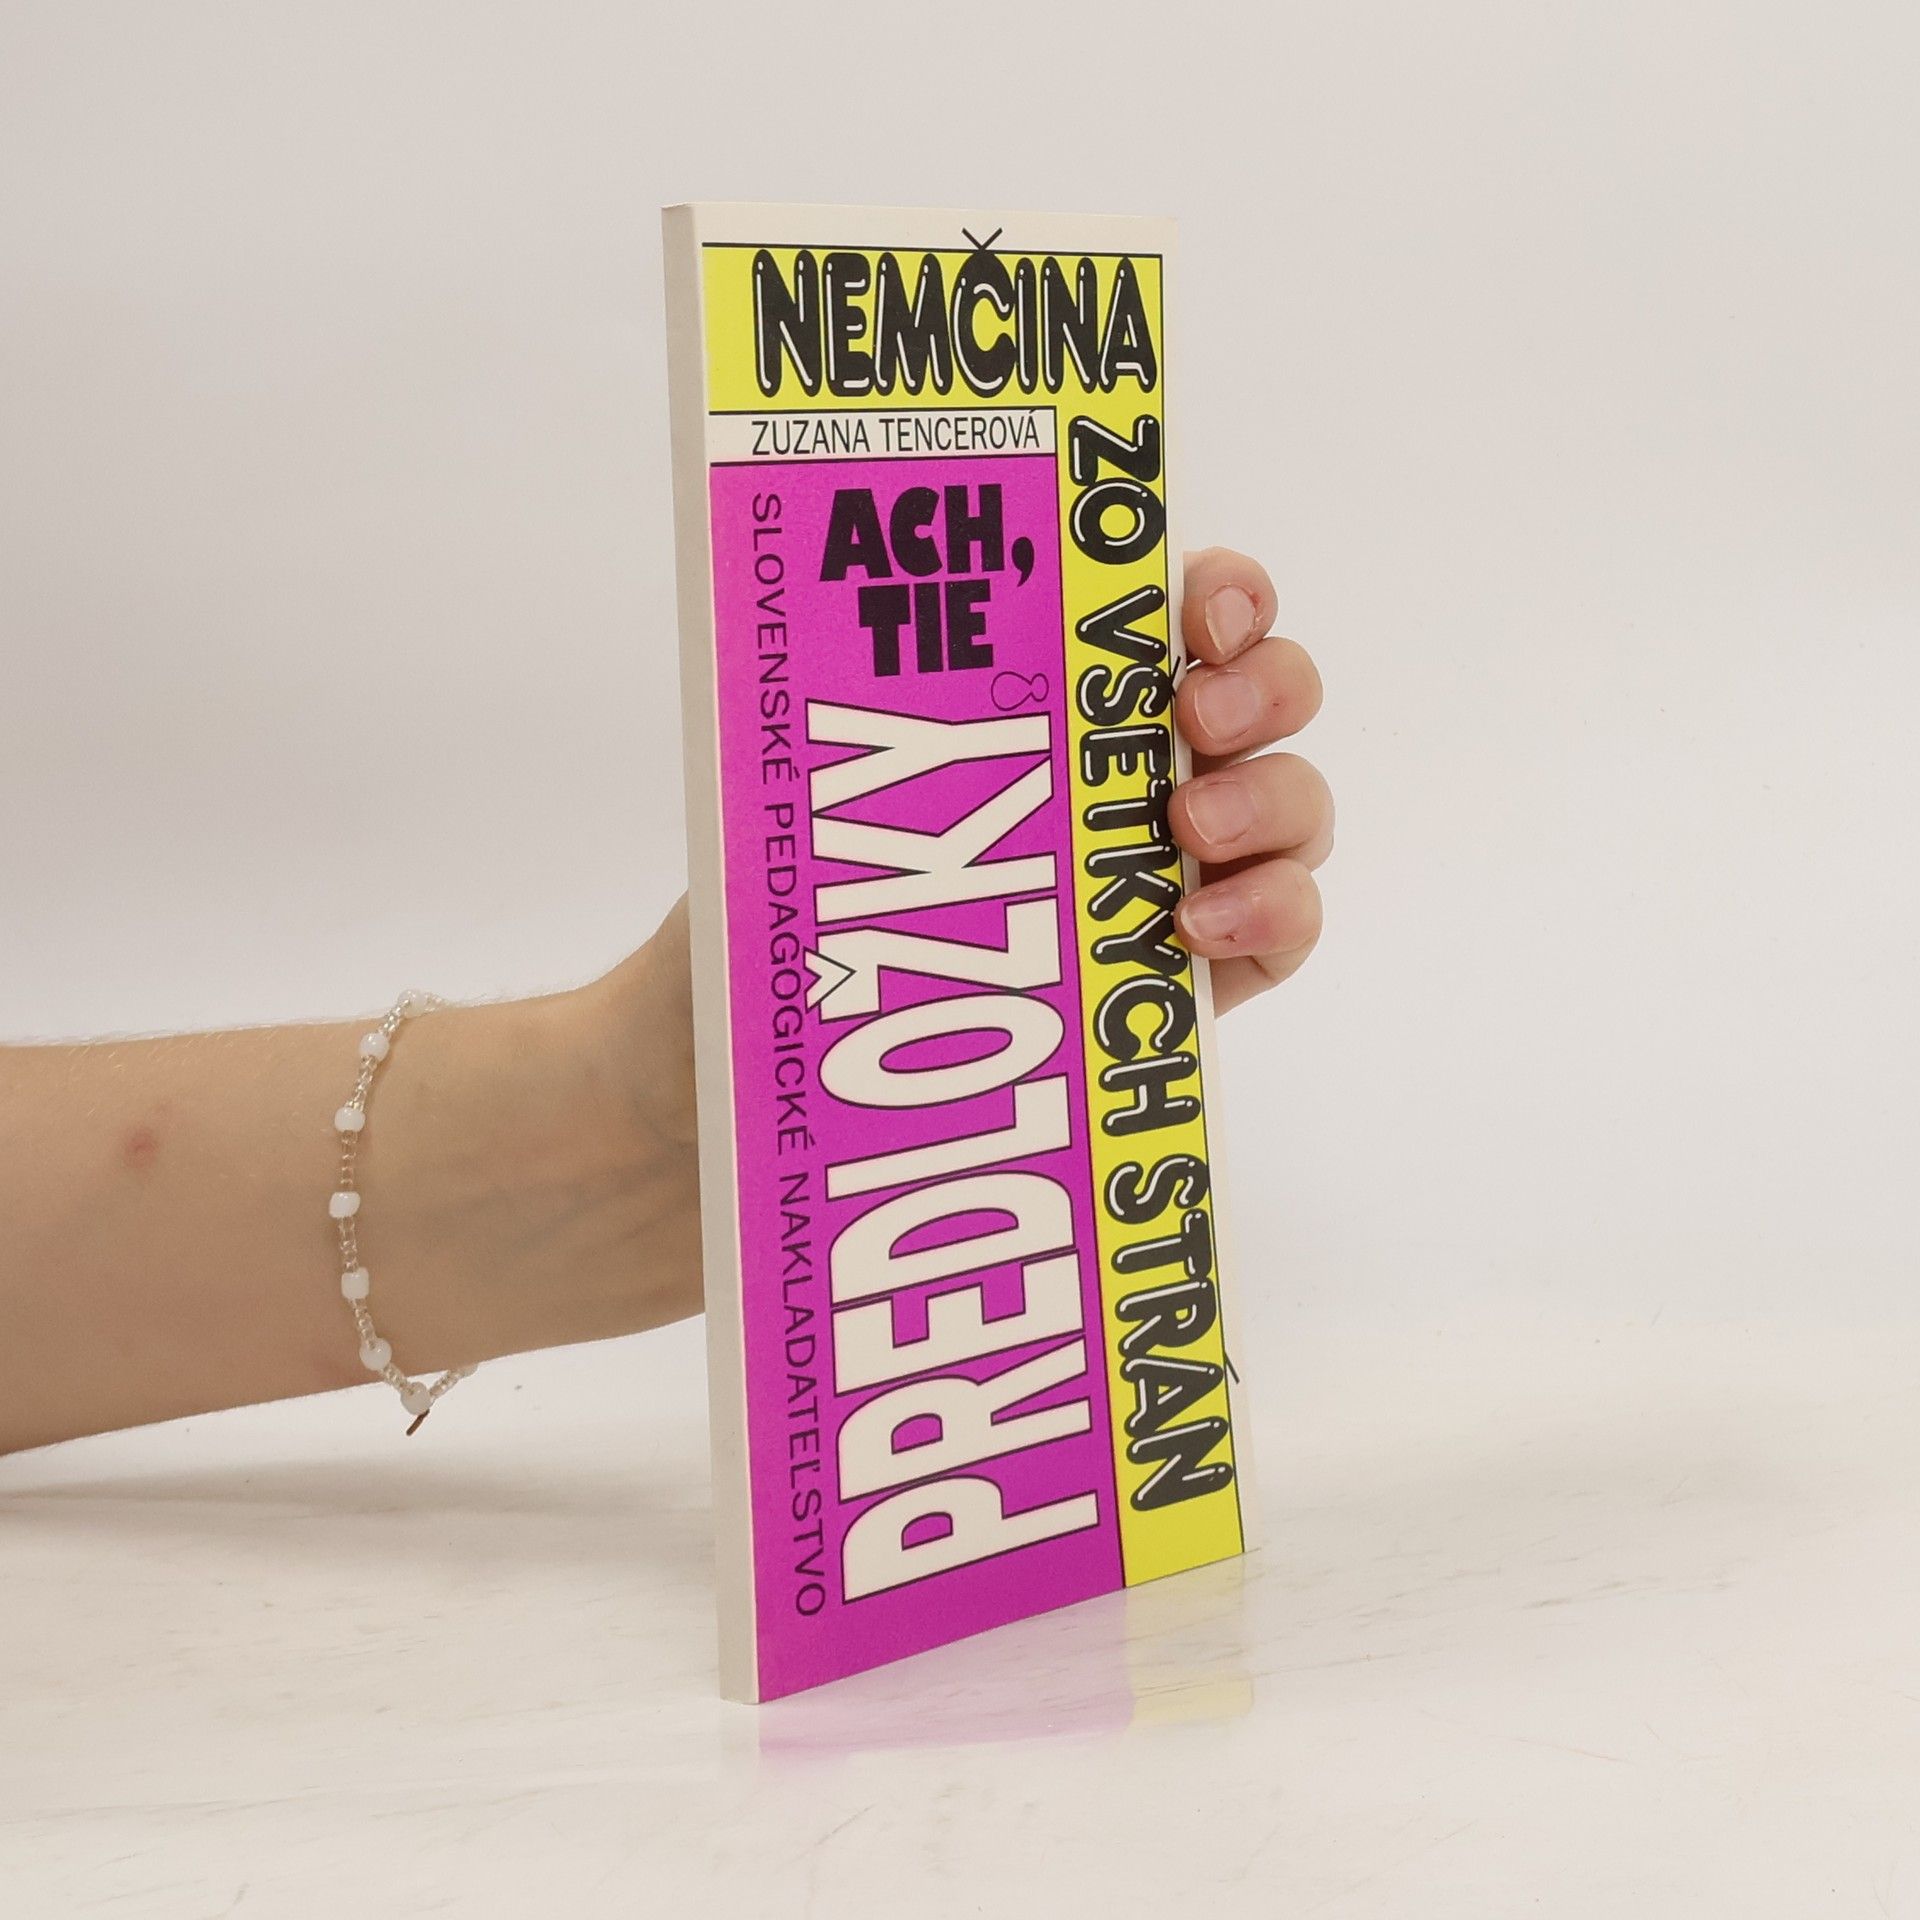 NEMČINA
ZO VŠETKÝCH STRÁN
ZUZANA TENCEROVÁ
ACH,
TIE
PREDLOŽKY
SLOVENSKÉ PEDAGOGICKÉ NAKLADATEĽSTVO